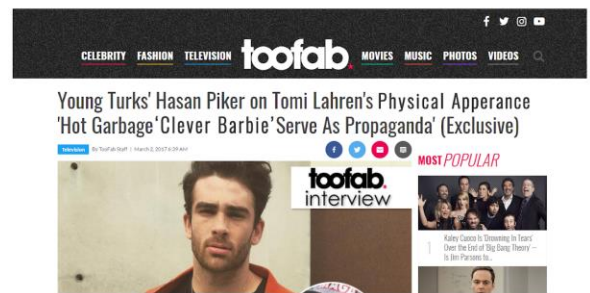 CELEBRITY FASHION TELEVISION toofab. MOVIES MUSIC PHOTOS VIDEOS
Young Turks' Hasan Piker on Tomi Lahren's Physical Apperance
'Hot Garbage‘Clever Barbie’Serve As Propaganda' (Exclusive)
Television By TooFab Staff | March 2, 2017 6:39 AM
MOST POPULAR
toofab.
interview
1 Kaley Cuoco Is 'Drowning In Tears'
Over the End of 'Big Bang Theory' —
Is Jim Parsons to...